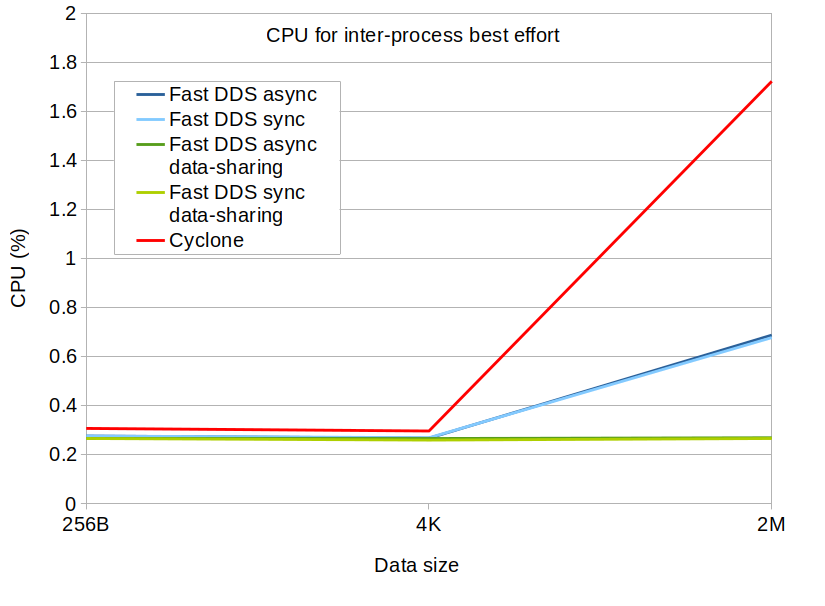 CPU for inter-process best effort
2
1.8
1.6
1.4
1.2
1
0.8
0.6
0.4
0.2
0
CPU (%)
Fast DDS async
Fast DDS sync
Fast DDS async
data-sharing
Fast DDS sync
data-sharing
Cyclone
256B
4K
2M
Data size